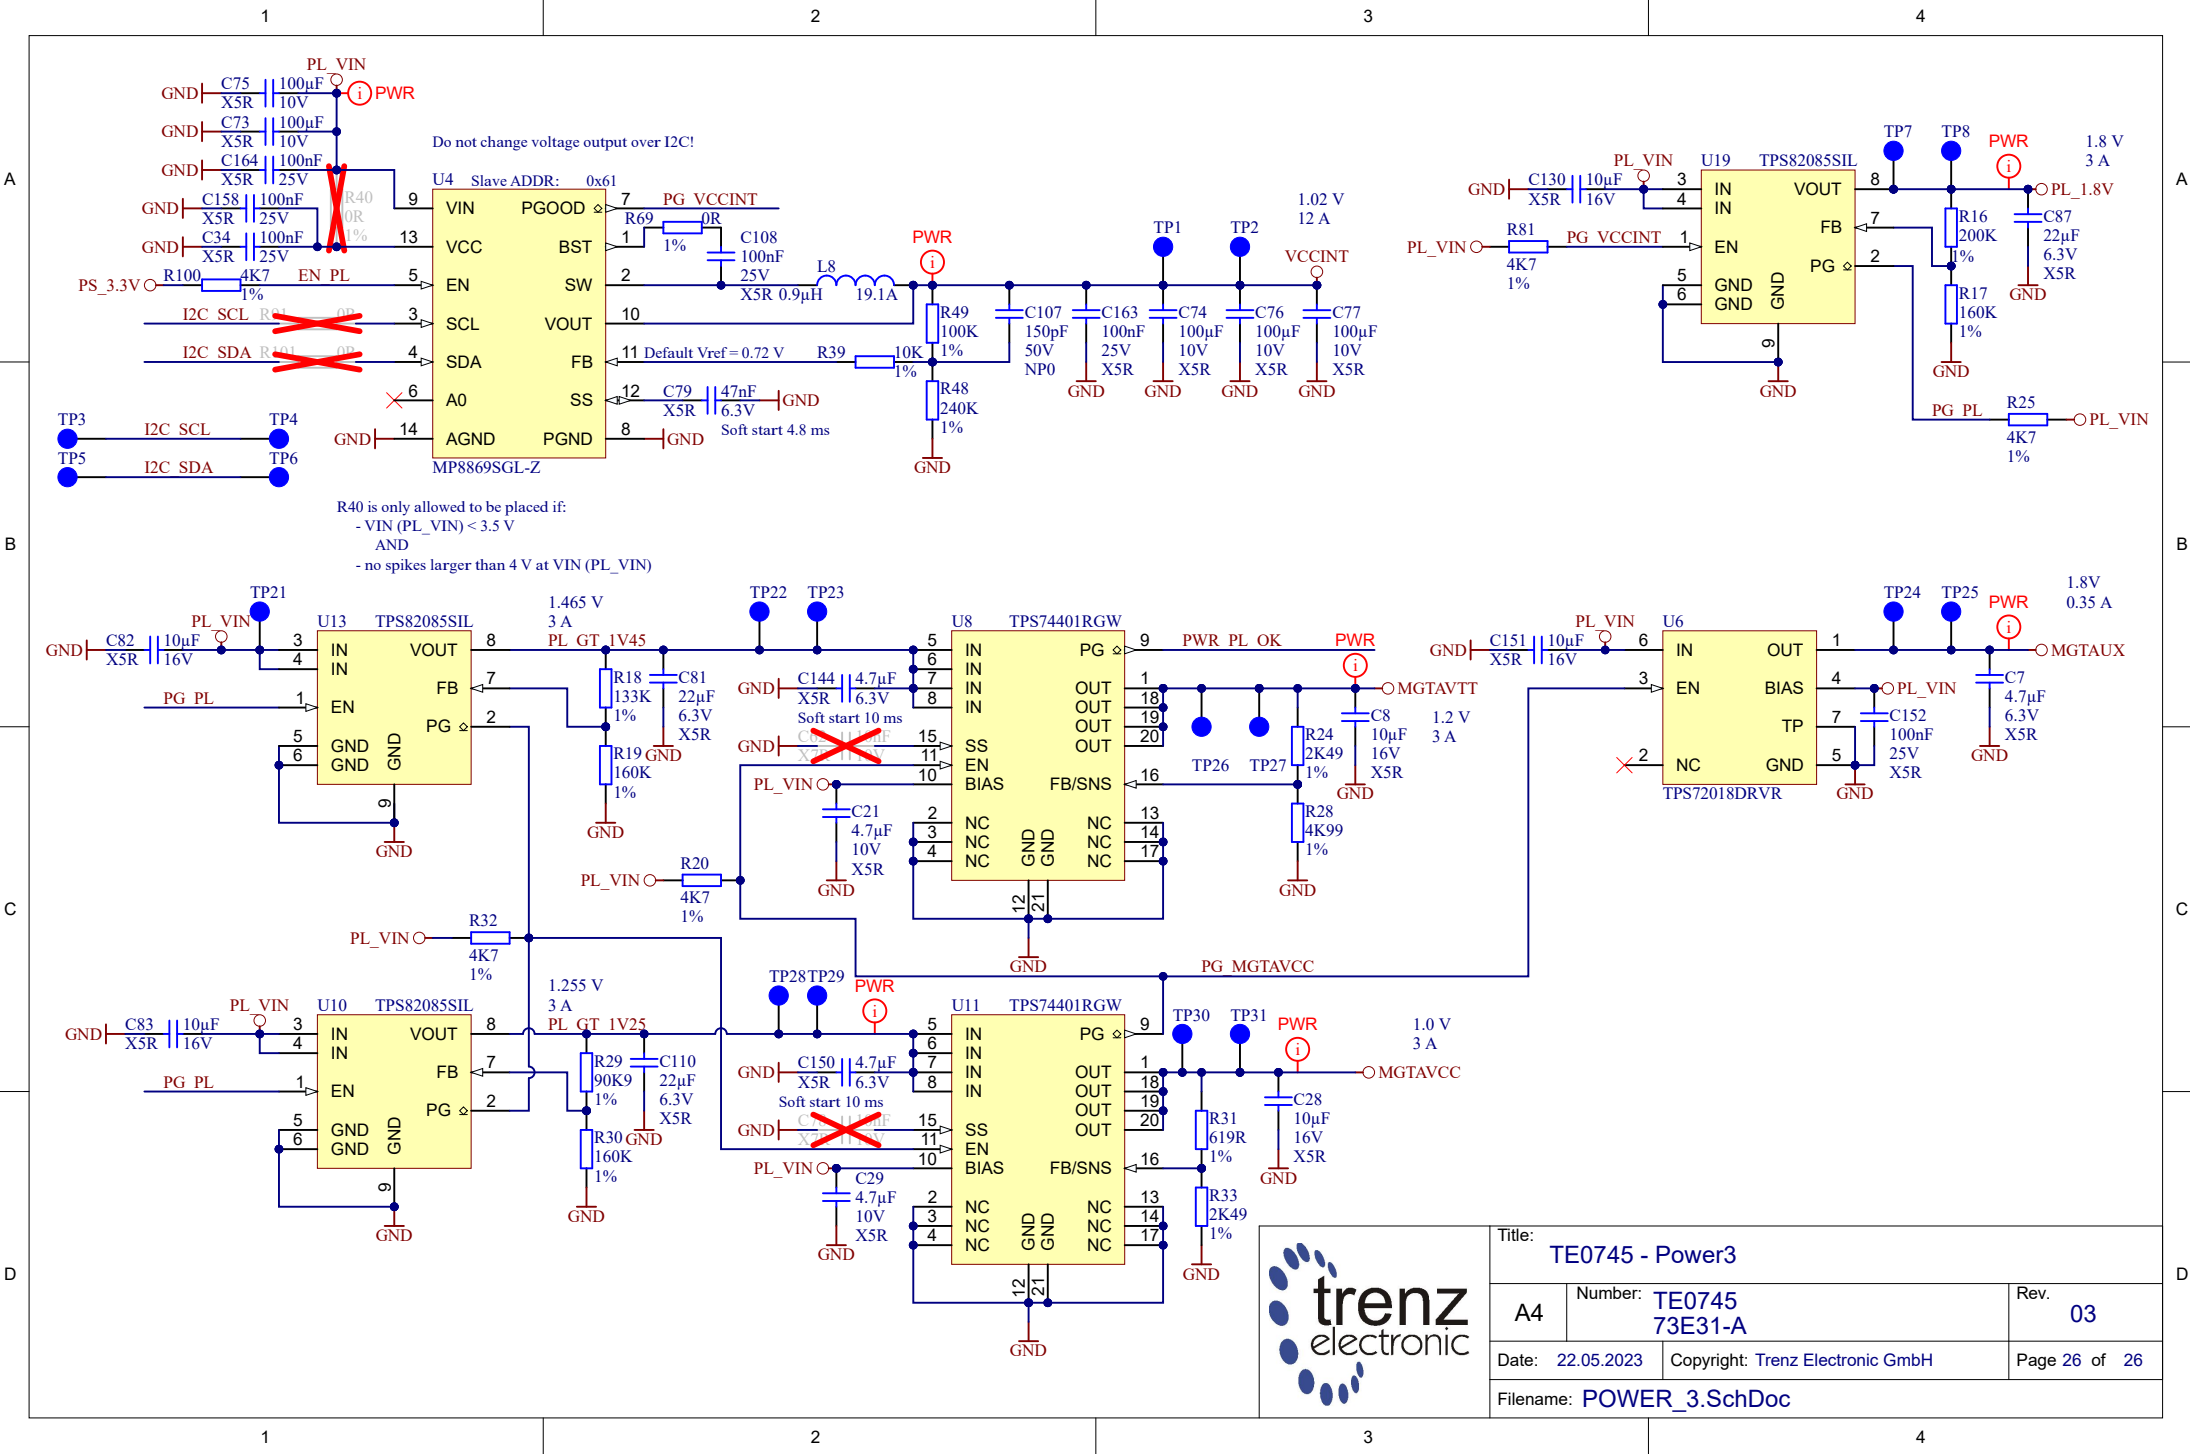 1 2 3 4
A B C D
A B C D
1 2 3 4
PL_VIN
GND C75 100µF
X5R 10V
PWR
GND C73 100µF
X5R 10V
GND C164 100nF
X5R 25V
GND C158 100nF
X5R 25V
GND C34 100nF
X5R 25V
R40
0R
1%
PS_3.3V R100 4K7 EN_PL
1%
I2C_SCL 0R
I2C_SDA R101 0R
TP3 I2C_SCL TP4
TP5 I2C_SDA TP6
Do not change voltage output over I2C!
U4 Slave ADDR: 0x61
9 VIN PGOOD 7 PG_VCCINT
13 VCC BST 1
5 EN SW 2
3 SCL VOUT 10
4 SDA FB 11 Default Vref = 0.72 V
6 A0 SS 12
GND 14 AGND PGND 8 GND
MP8869SGL-Z
R69 0R
1%
C108
100nF
25V
X5R
0.9µH L8 19.1A
R39 10K
1%
C79 47nF GND
X5R 6.3V
Soft start 4.8 ms
PWR
R49
100K
1%
R48
240K
1%
GND
C107
150pF
50V
NP0
C163
100nF
25V
X5R
GND
TP1
C74
100µF
10V
X5R
GND
TP2
C76
100µF
10V
X5R
GND
1.02 V
12 A
VCCINT
C77
100µF
10V
X5R
GND
R40 is only allowed to be placed if:
- VIN (PL_VIN) < 3.5 V
AND
- no spikes larger than 4 V at VIN (PL_VIN)
GND C130 10µF
X5R 16V
PL_VIN
U19 TPS82085SIL
3 IN VOUT 8
4 IN
FB 7
1 EN
PG 2
5 GND
6 GND
GND
9
GND
PL_VIN R81 PG_VCCINT
4K7
1%
TP7 TP8 PWR
1.8 V
3 A
PL_1.8V
R16
200K
1%
R17
160K
1%
GND
C87
22µF
6.3V
X5R
GND
PG_PL R25 PL_VIN
4K7
1%
TP21
PL_VIN
GND C82 10µF
X5R 16V
PG_PL
U13 TPS82085SIL
3 IN VOUT 8
4 IN
FB 7
1 EN
PG 2
5 GND
6 GND
GND
9
GND
1.465 V
3 A
PL_GT_1V45
R18
133K
1%
R19
160K
1%
GND
C81
22µF
6.3V
X5R
GND
TP22 TP23
GND C144 4.7µF
X5R 6.3V
Soft start 10 ms
GND
PL_VIN
C21
4.7µF
10V
X5R
GND
PL_VIN R20
4K7
1%
U8 TPS74401RGW
5 IN PG 9 PWR_PL_OK
6 IN
7 IN OUT 1
8 IN OUT 18
OUT 19
15 SS OUT 20
11 EN
10 BIAS FB/SNS 16
2 NC NC 13
3 NC NC 14
4 NC NC 17
GND GND
12 21
GND
TP26 TP27
PWR
MGTAVTT
1.2 V
3 A
R24
2K49
1%
R28
4K99
1%
GND
C8
10µF
16V
X5R
GND
PL_VIN
GND C151 10µF
X5R 16V
U6
6 IN OUT 1
3 EN BIAS 4 PL_VIN
TP 7
2 NC GND 5
TPS72018DRVR
TP24 TP25 PWR
1.8V
0.35 A
MGTAUX
C152
100nF
25V
X5R
GND
C7
4.7µF
6.3V
X5R
GND
PL_VIN R32
4K7
1%
PL_VIN
GND C83 10µF
X5R 16V
PG_PL
U10 TPS82085SIL
3 IN VOUT 8
4 IN
FB 7
1 EN
PG 2
5 GND
6 GND
GND
9
GND
1.255 V
3 A
PL_GT_1V25
R29
90K9
1%
R30
160K
1%
GND
C110
22µF
6.3V
X5R
GND
TP28 TP29 PWR
GND C150 4.7µF
X5R 6.3V
Soft start 10 ms
GND
PL_VIN
C29
4.7µF
10V
X5R
GND
U11 TPS74401RGW
5 IN PG 9
6 IN
7 IN OUT 1
8 IN OUT 18
OUT 19
15 SS OUT 20
11 EN
10 BIAS FB/SNS 16
2 NC NC 13
3 NC NC 14
4 NC NC 17
GND GND
12 21
GND
PG_MGTAVCC
TP30 TP31 PWR
1.0 V
3 A
MGTAVCC
R31
619R
1%
R33
2K49
1%
GND
C28
10µF
16V
X5R
GND
trenz
electronic
Title:
TE0745 - Power3
A4
Number: TE0745
73E31-A
Rev.
03
Date: 22.05.2023
Copyright: Trenz Electronic GmbH
Page 26 of 26
Filename: POWER_3.SchDoc